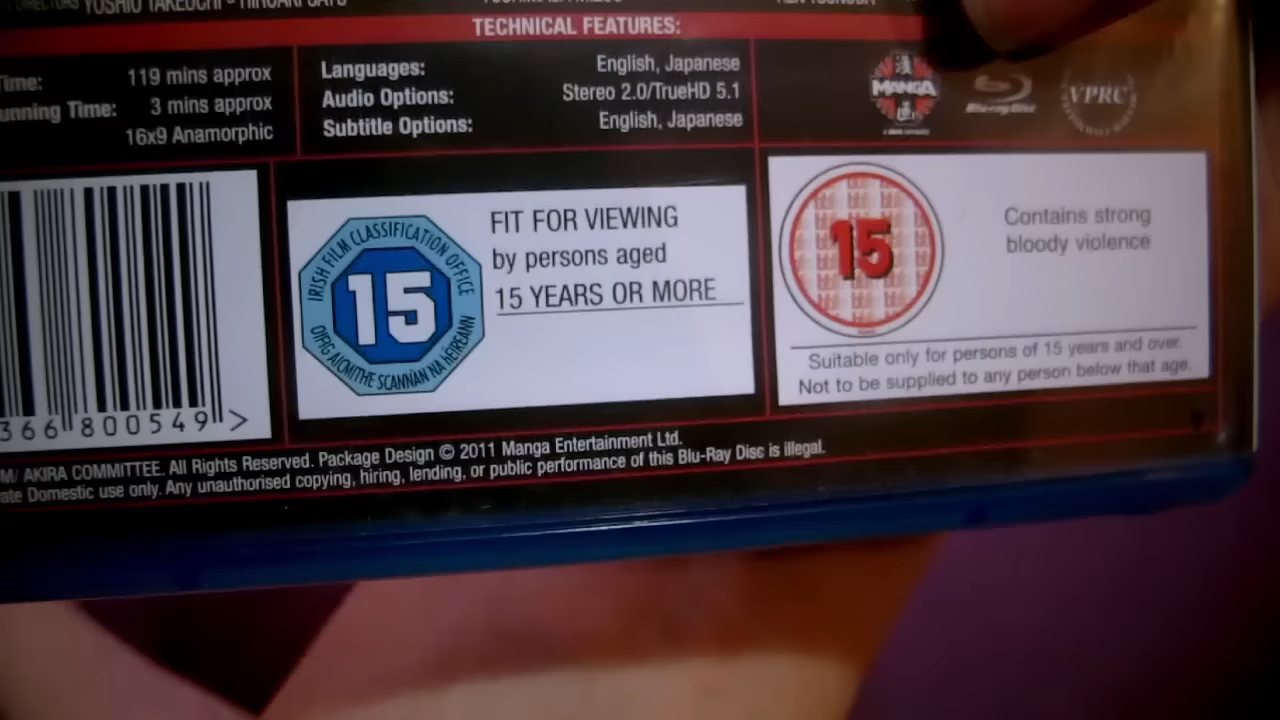 YOSHIO TAKEUCHI
TECHNICAL FEATURES:
Time: 119 mins approx
unning Time: 3 mins approx
16x9 Anamorphic
Languages: English, Japanese
Audio Options: Stereo 2.0/TrueHD 5.1
Subtitle Options: English, Japanese
MANGA
Blu-ray Disc
VPRC
366 800549 >
IRISH FILM CLASSIFICATION OFFICE
15
OIFIG AICMITHE SCANNÁN NA hÉIREANN
FIT FOR VIEWING
by persons aged
15 YEARS OR MORE
15
Contains strong
bloody violence
Suitable only for persons of 15 years and over.
Not to be supplied to any person below that age.
M/ AKIRA COMMITTEE. All Rights Reserved. Package Design © 2011 Manga Entertainment Ltd.
ate Domestic use only. Any unauthorised copying, hiring, lending, or public performance of this Blu-Ray Disc is illegal.